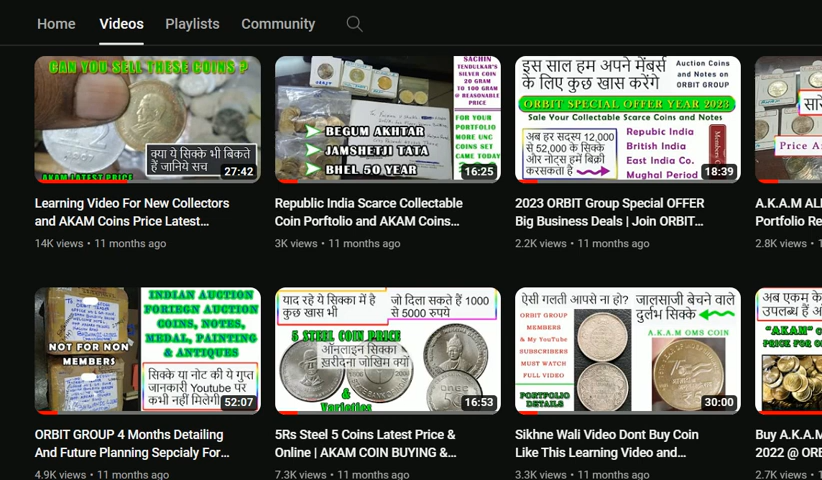 Home Videos Playlists Community
CAN YOU SELL THESE COINS ?
क्या ये सिक्के भी बिकते
हैं जानिये सच
AKAM LATEST PRICE
27:42
Learning Video For New Collectors
and AKAM Coins Price Latest...
14K views • 11 months ago
SACHIN
TENDUCKAR'S
SILVER COIN
20 GRAM
TO 100 GRAM
@ REASONABLE
PRICE
BEGUM AKHTAR
JAMSHETJI TATA
BHEL 50 YEAR
FOR YOUR
PORTFOLIO
MORE UNC
COINS SET
CAME TODAY
16:25
Republic India Scarce Collectable
Coin Porftolio and AKAM Coins...
3K views • 11 months ago
इस साल हम अपने मेंबर्स
के लिए कुछ खास करेंगे
Auction Coins
and Notes on
ORBIT GROUP
ORBIT SPECIAL OFFER YEAR 2023
Sale Your Collectable Scarce Coins and Notes
अब हर सदस्य 12,000
से 52,000 के सिक्के
और नोट्स हमें बिक्री
करसकता है
Repubic India
British India
East India Co.
Mughal Period
18:39
2023 ORBIT Group Special OFFER
Big Business Deals | Join ORBIT...
2.2K views • 11 months ago
Price A
A.K.A.M AL
Portfolio Re
2.8K views • 1
NOT FOR NON
MEMBERS
INDIAN AUCTION
FORIEGN AUCTION
COINS, NOTES,
MEDAL, PAINTING
& ANTIQUES
सिक्के या नोट की ये गुप्त
जानकारी Youtube पर
कभी नहीं मिलेगी
52:07
ORBIT GROUP 4 Months Detailing
And Future Planning Sepcialy For...
4.9K views • 11 months ago
याद रहे ये सिक्का में है
कुछ खास भी
जो दिला सकते हैं 1000
से 5000 रुपये
5 STEEL COIN PRICE
ऑनलाइन सिक्का
ख़रीदना जोखिम क्यों
& Varieties
16:53
5Rs Steel 5 Coins Latest Price &
Online | AKAM COIN BUYING &...
7.3K views • 11 months ago
ऐसी गलती आपसे ना हो?
जालसाजी बेचने वाले
दुर्लभ सिक्के
ORBIT GROUP
MEMBERS
& My YouTube
SUBSCRIBERS
MUST WATCH
FULL VIDEO
A.K.A.M OMS COIN
PORTFOLIO
DETAILS
30:00
Sikhne Wali Video Dont Buy Coin
Like This Learning Video and...
3.3K views • 11 months ago
अब एकम के
उपलब्ध हैं अ
"AKAM" C
PRICE FOR O
Buy A.K.A.M
2022 @ ORB
2.7K views • 1